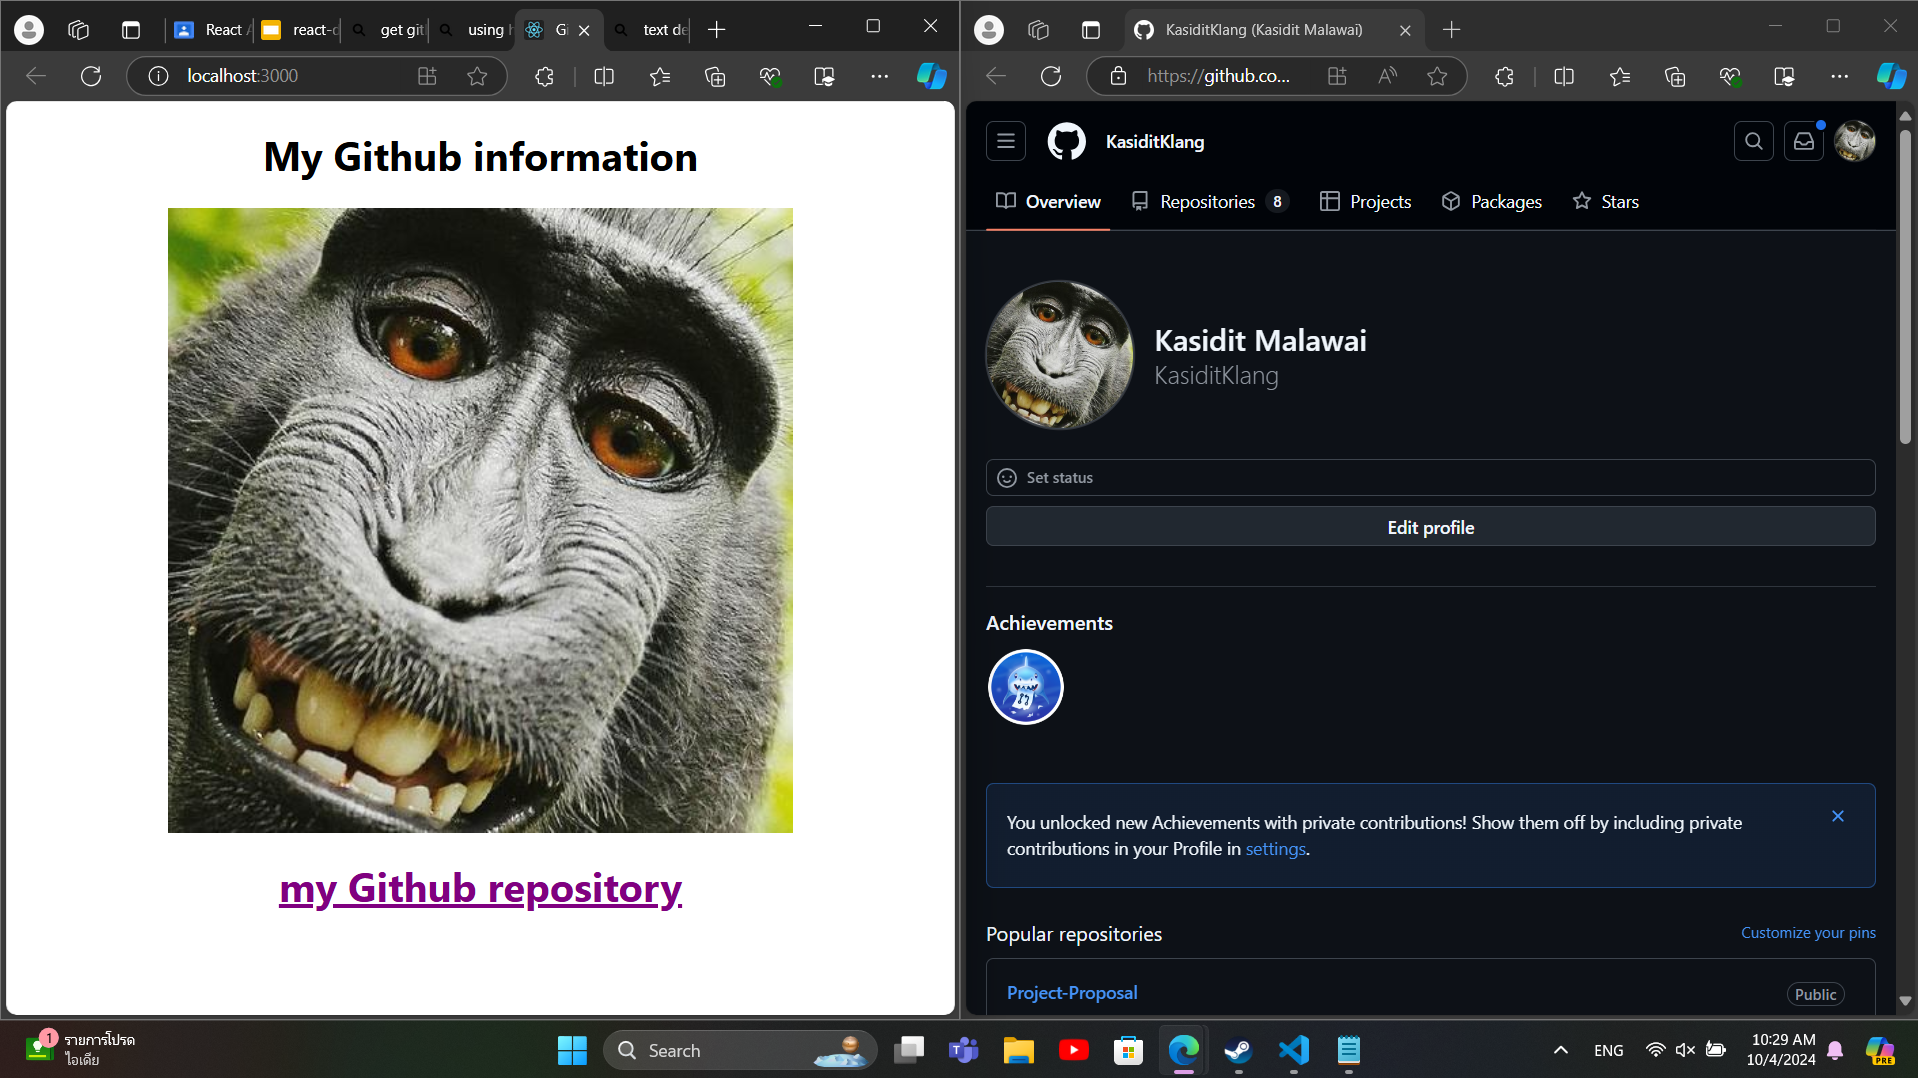 React A
react-d
get git
using h
Gi
text de
localhost:3000
My Github information
my Github repository
KasiditKlang (Kasidit Malawai)
https://github.co...
KasiditKlang
Overview
Repositories 8
Projects
Packages
Stars
Kasidit Malawai
KasiditKlang
Set status
Edit profile
Achievements
You unlocked new Achievements with private contributions! Show them off by including private
contributions in your Profile in settings.
Popular repositories
Customize your pins
Project-Proposal
Public
1
รายการโปรด
ไอเดีย
Search
ENG
10:29 AM
10/4/2024
PRE